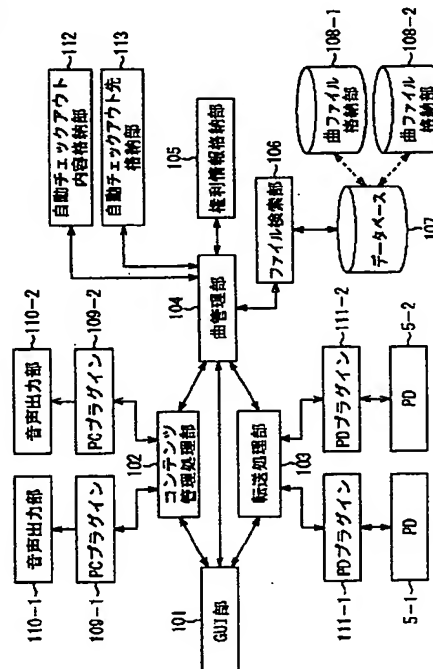 112
自動チェックアウト
内容格納部
113
自動チェックアウト先
格納部
110-2
音声出力部
109-2
PCプラグイン
110-1
音声出力部
109-1
PCプラグイン
102
コンテンツ
管理処理部
101
GUI部
104
曲管理部
105
権利情報格納部
106
ファイル検索部
107
データベース
108-1
曲ファイル
格納部
108-2
曲ファイル
格納部
103
転送処理部
111-1
PDプラグイン
111-2
PDプラグイン
5-1
PD
5-2
PD